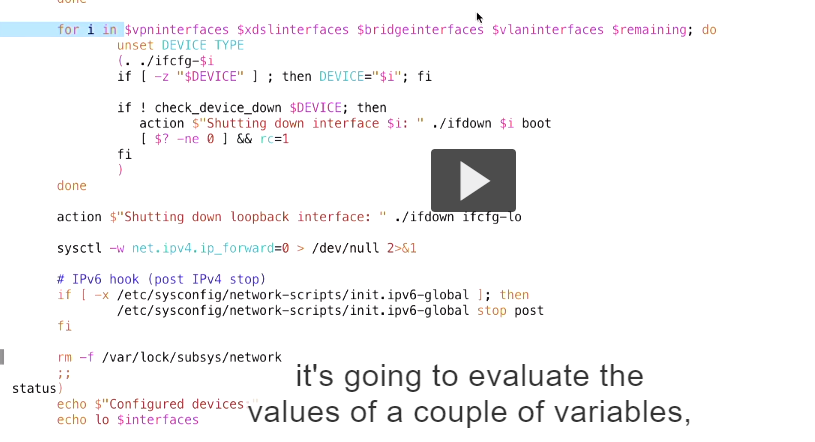 done
for i in $vpninterfaces $xdslinterfaces $bridgeinterfaces $vlaninterfaces $remaining; do
unset DEVICE TYPE
(. ./ifcfg-$i
if [ -z "$DEVICE" ] ; then DEVICE="$i"; fi
if ! check_device_down $DEVICE; then
action $"Shutting down interface $i: " ./ifdown $i boot
[ $? -ne 0 ] && rc=1
fi
)
done
action $"Shutting down loopback interface: " ./ifdown ifcfg-lo
sysctl -w net.ipv4.ip_forward=0 > /dev/null 2>&1
# IPv6 hook (post IPv4 stop)
if [ -x /etc/sysconfig/network-scripts/init.ipv6-global ]; then
/etc/sysconfig/network-scripts/init.ipv6-global stop post
fi
rm -f /var/lock/subsys/network
;;
status)
echo $"Configured devices:"
echo lo $interfaces
it's going to evaluate the
values of a couple of variables,